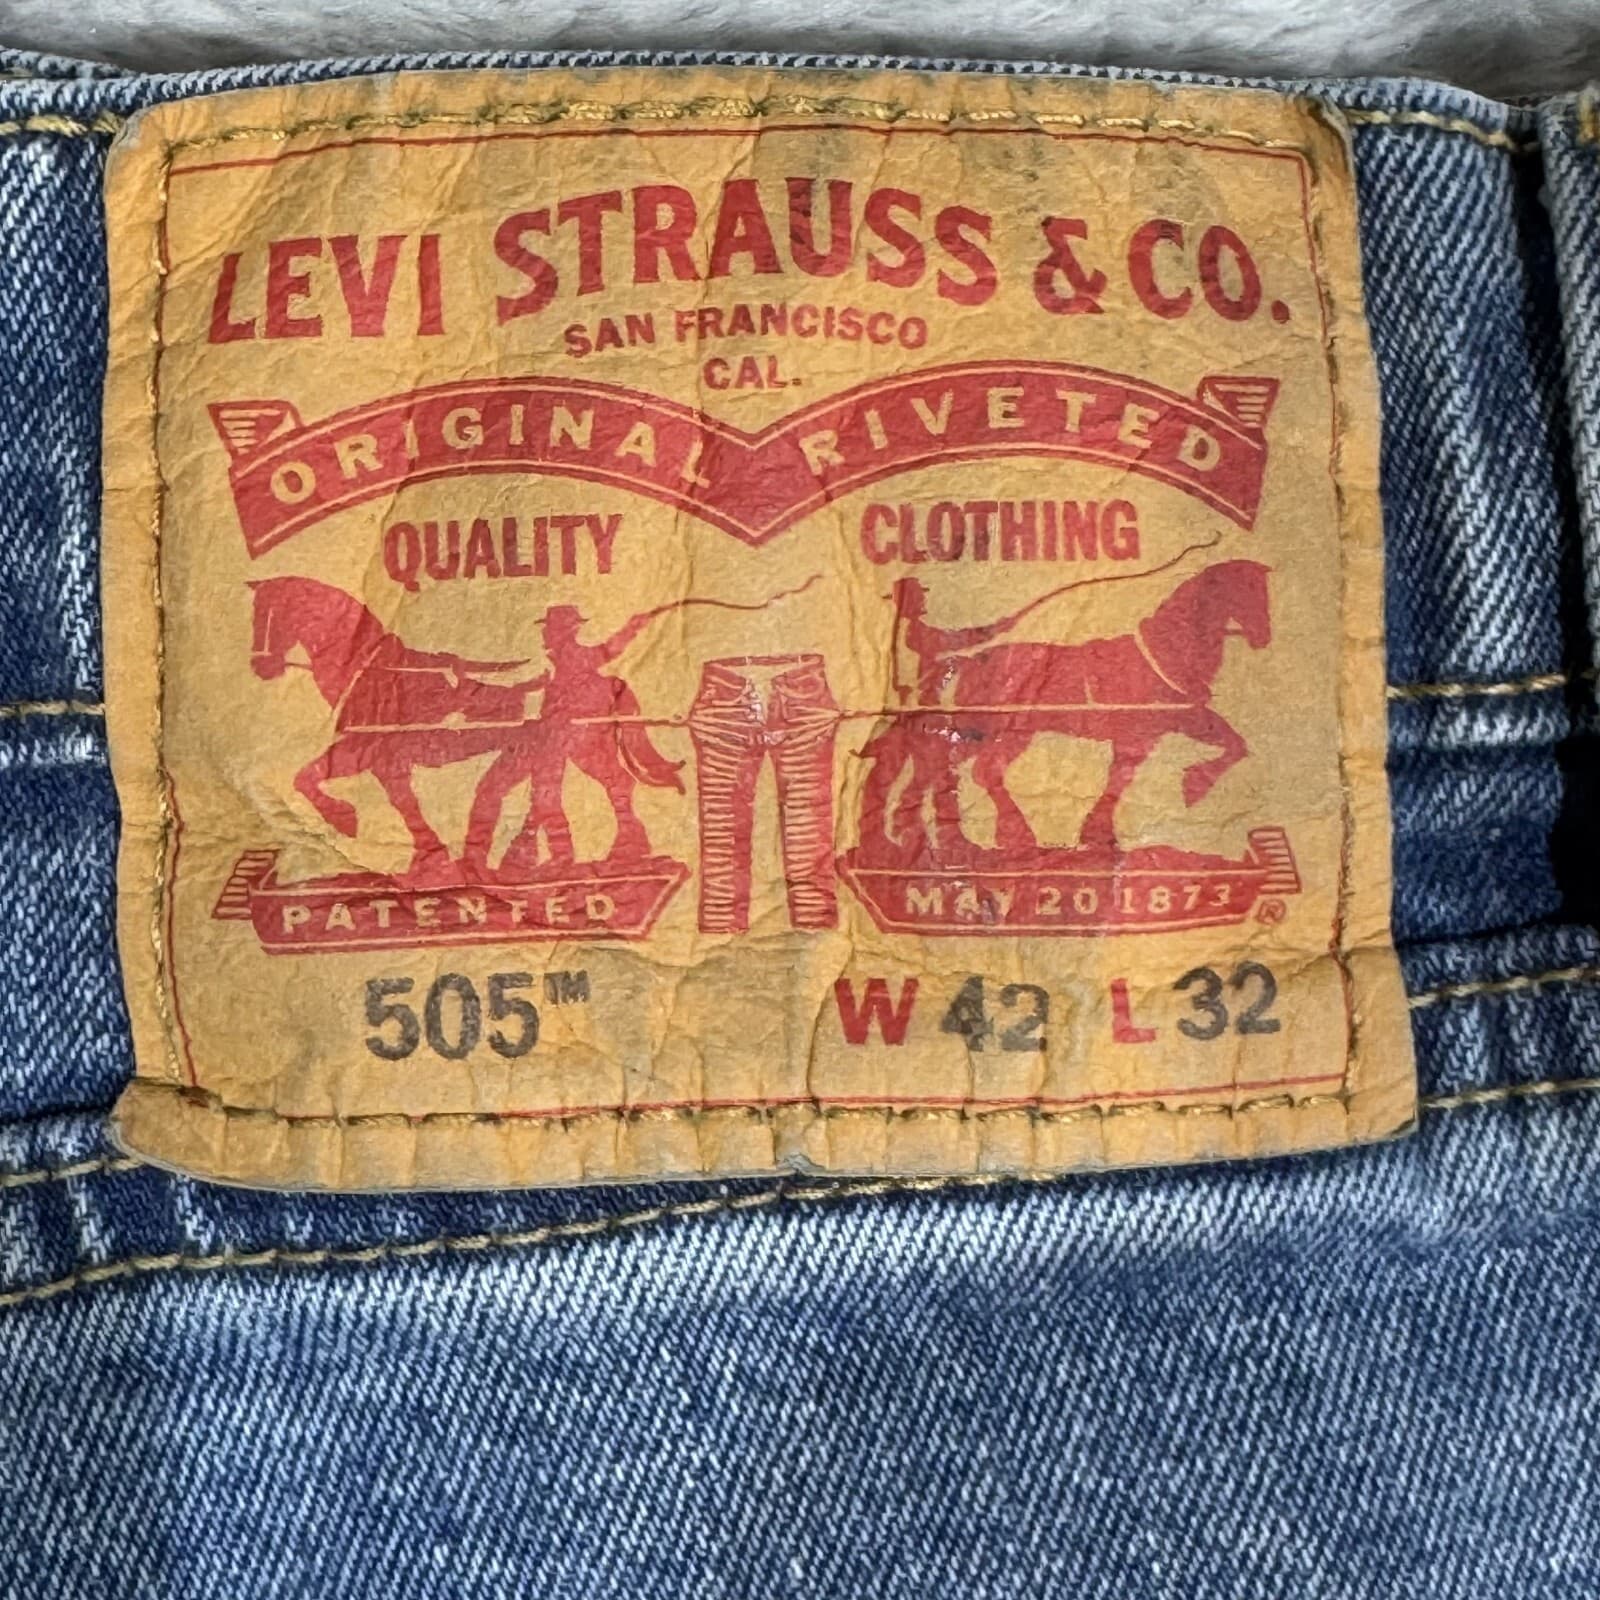 LEVI STRAUSS & CO.
SAN FRANCISCO
CAL.
ORIGINAL RIVETED
QUALITY CLOTHING
PATENTED MAY 20 1873 ®
505™ W 42 L 32